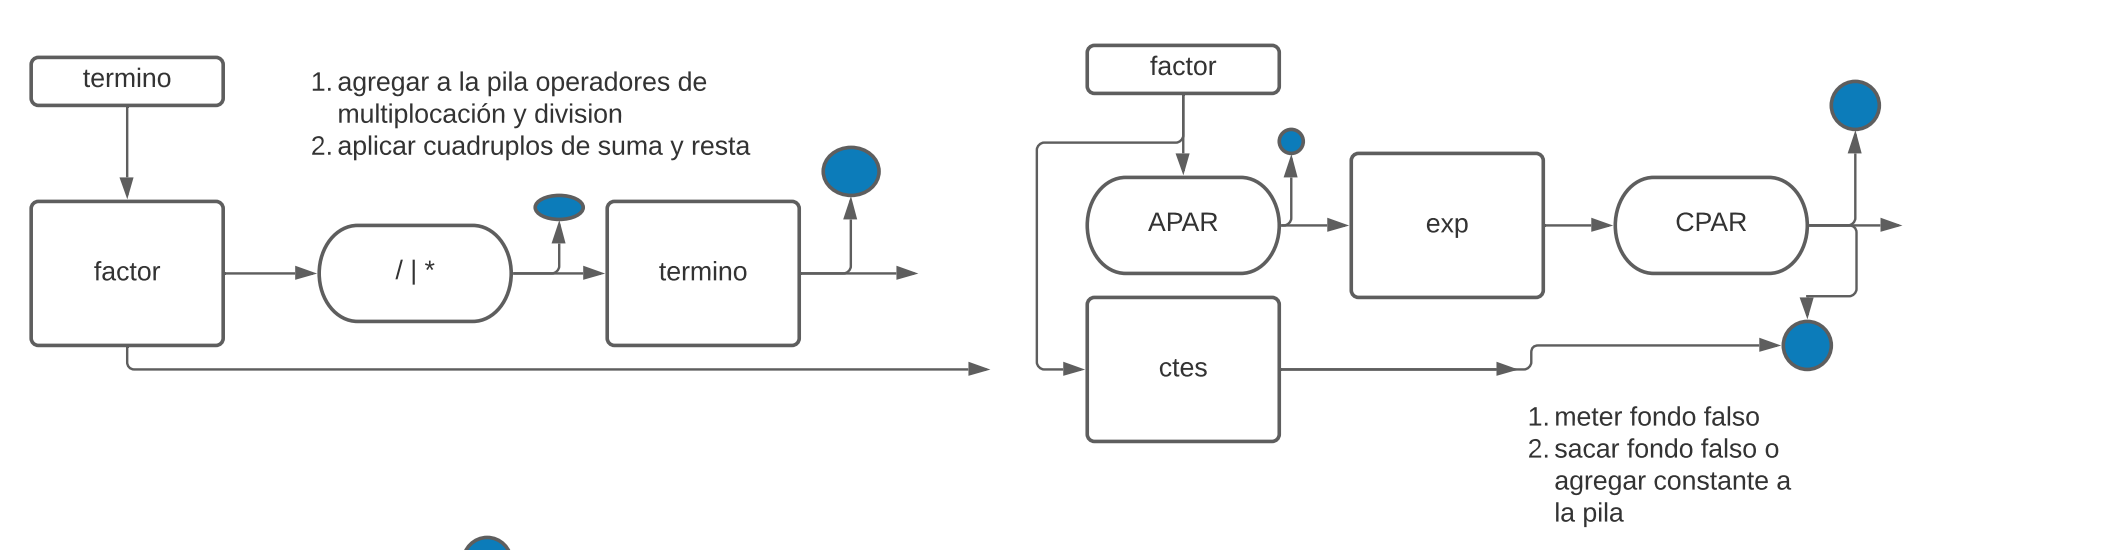 termino
1. agregar a la pila operadores de
multiplocación y division
2. aplicar cuadruplos de suma y resta
factor
/ | *
termino
factor
APAR
exp
CPAR
ctes
1. meter fondo falso
2. sacar fondo falso o
agregar constante a
la pila